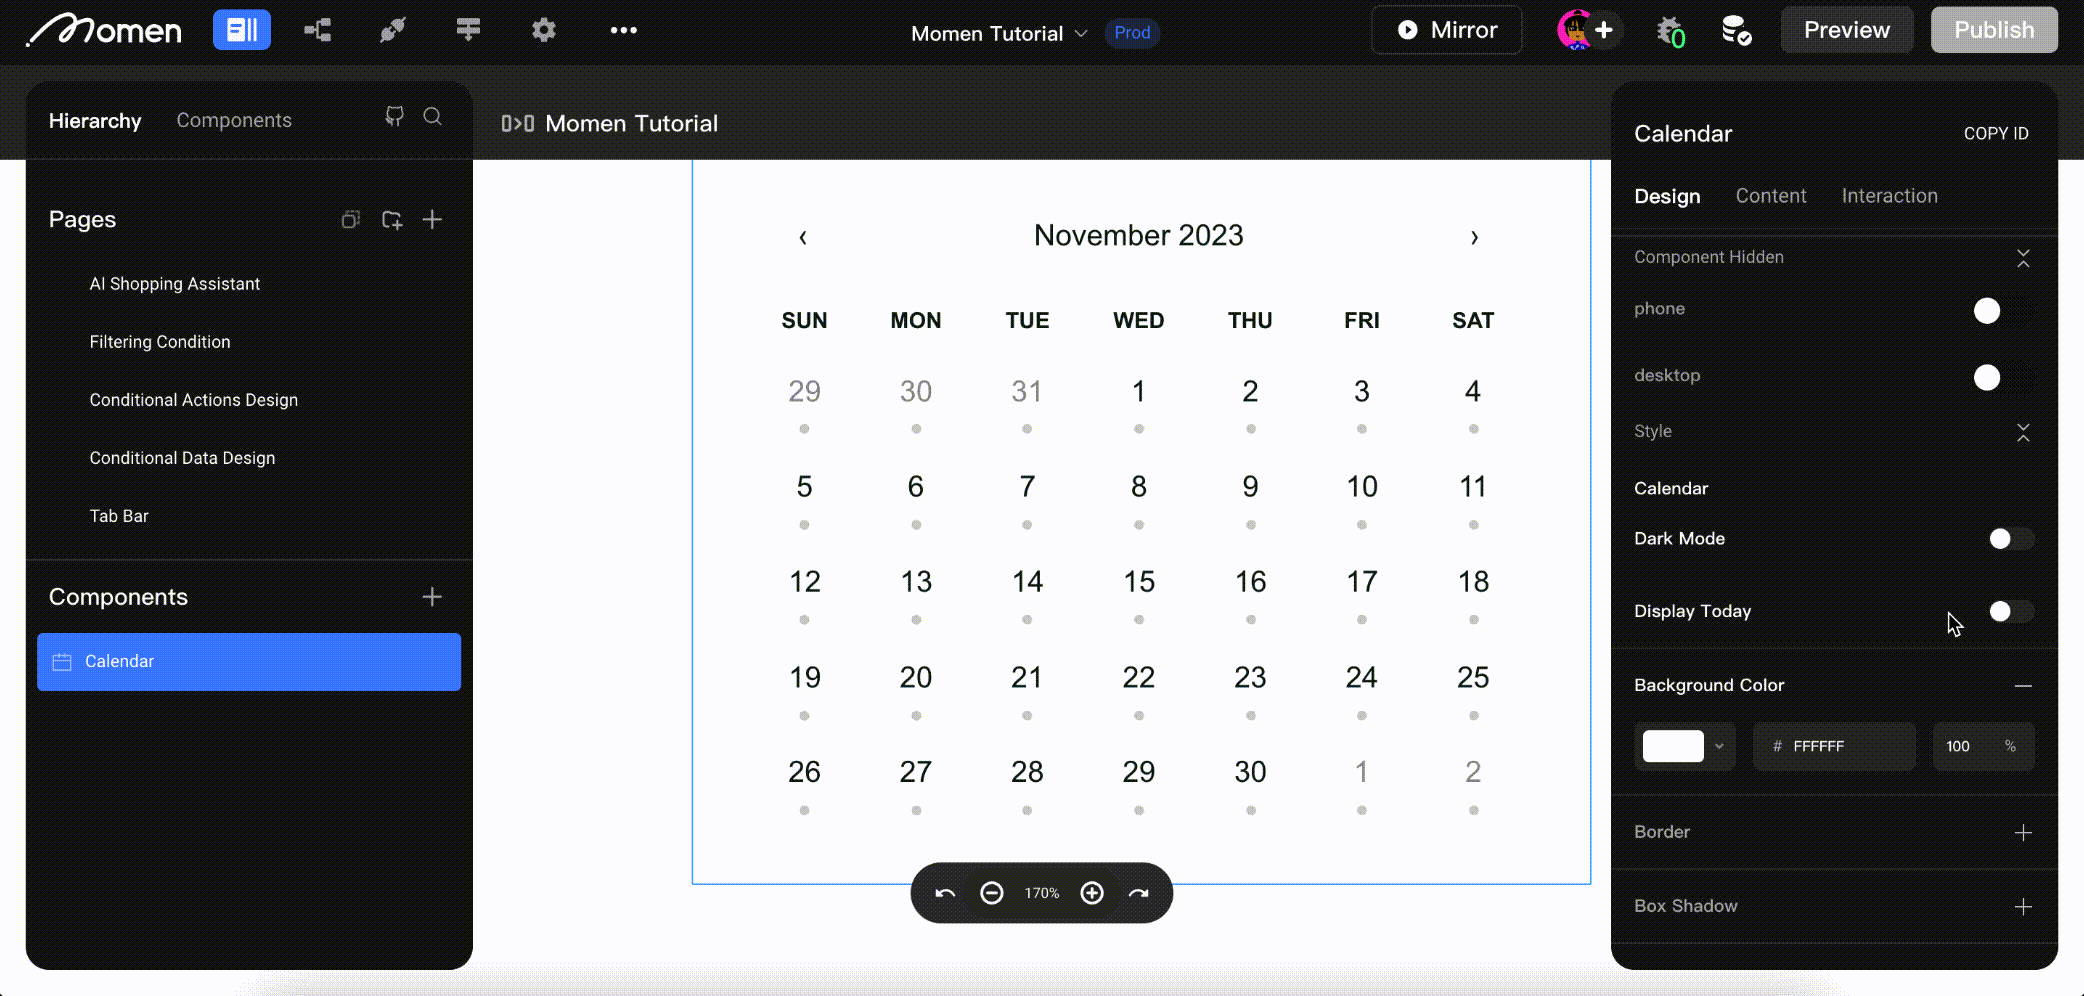 Momen
Momen Tutorial
Prod
Mirror
0
Preview
Publish
Hierarchy
Components
Momen Tutorial
Pages
AI Shopping Assistant
Filtering Condition
Conditional Actions Design
Conditional Data Design
Tab Bar
Components
Calendar
‹ November 2023 ›
SUN MON TUE WED THU FRI SAT
29 30 31 1 2 3 4
5 6 7 8 9 10 11
12 13 14 15 16 17 18
19 20 21 22 23 24 25
26 27 28 29 30 1 2
170%
Calendar
COPY ID
Design Content Interaction
Component Hidden
phone
desktop
Style
Calendar
Dark Mode
Display Today
Background Color
# FFFFFF 100 %
Border
Box Shadow